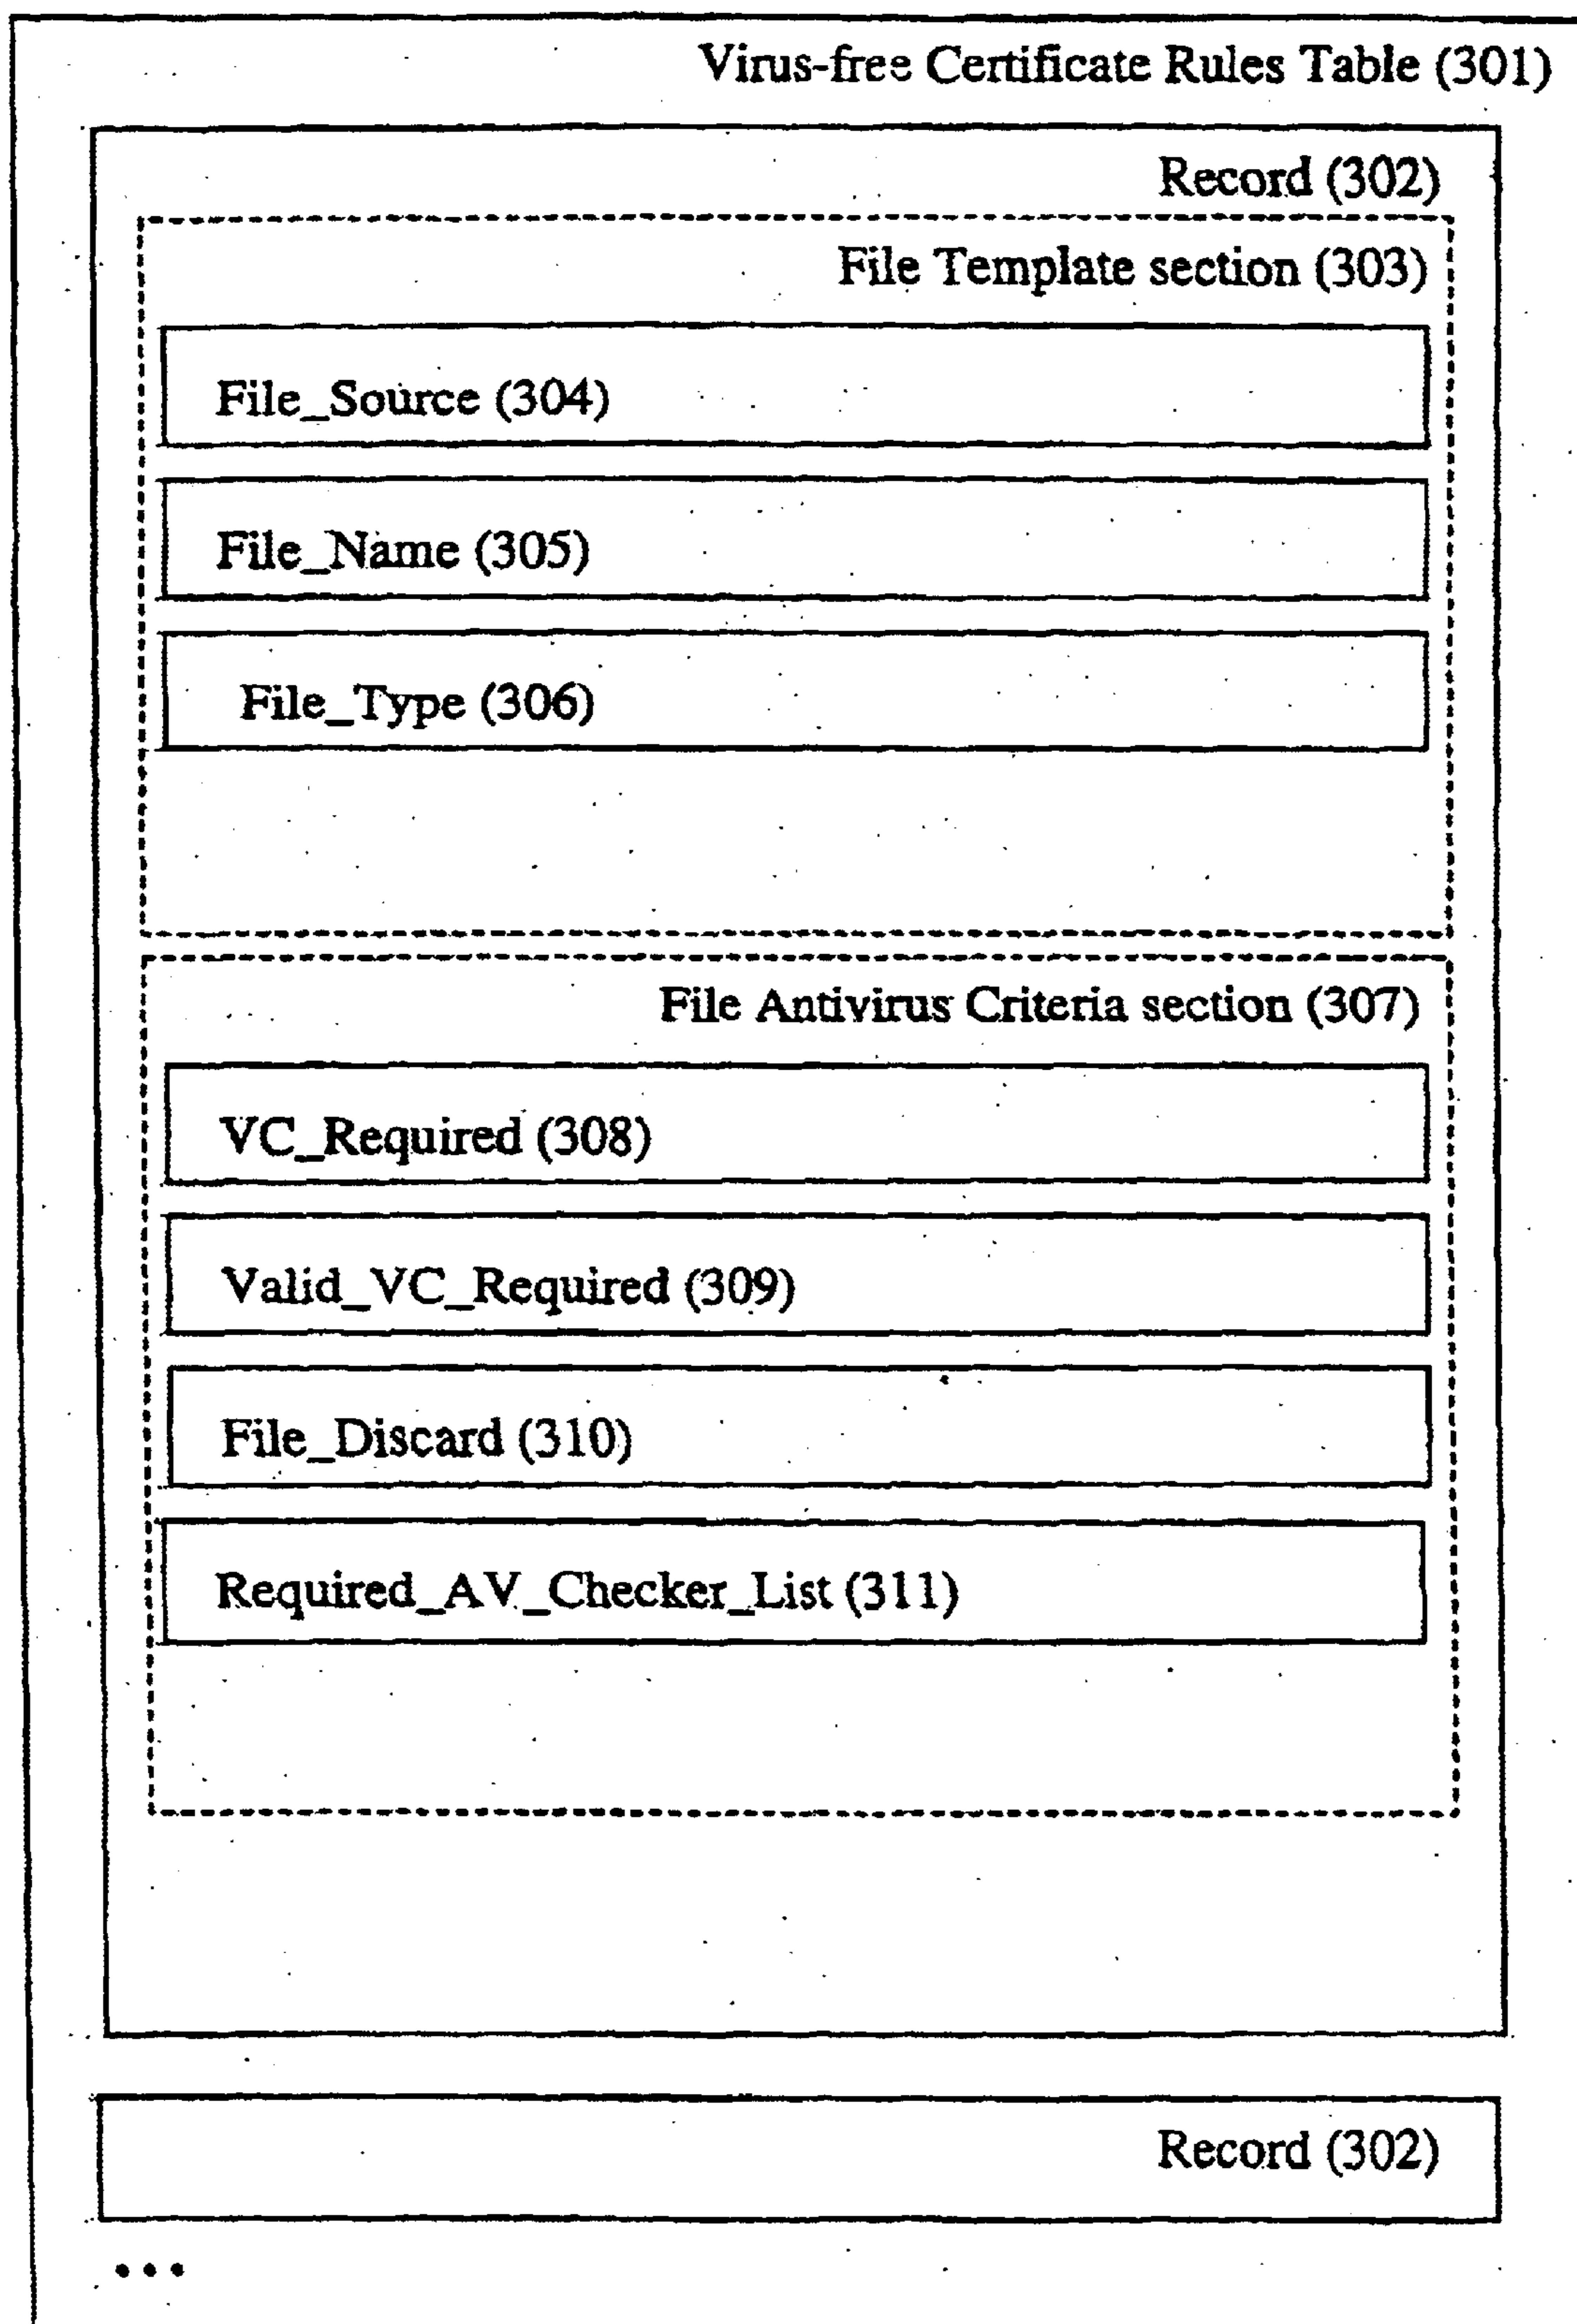 Virus-free Certificate Rules Table (301)
Record (302)
File Template section (303)
File_Source (304)
File_Name (305)
File_Type (306)
File Antivirus Criteria section (307)
VC_Required (308)
Valid_VC_Required (309)
File_Discard (310)
Required_AV_Checker_List (311)
Record (302)
•••